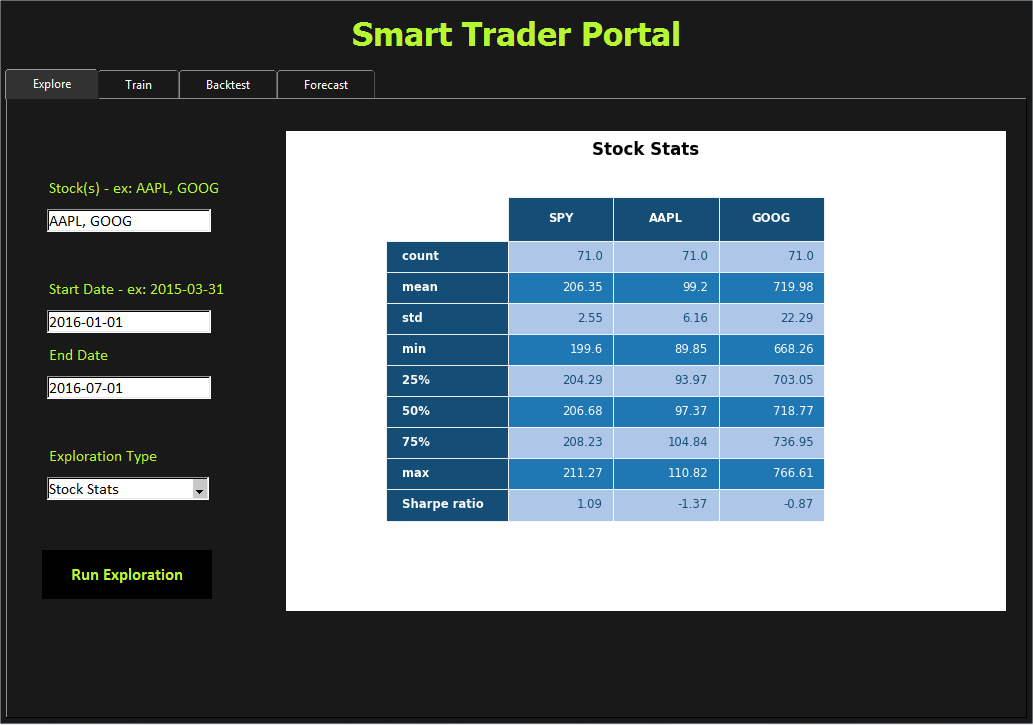 Smart Trader Portal
Explore Train Backtest Forecast
Stock Stats
Stock(s) - ex: AAPL, GOOG
AAPL, GOOG
Start Date - ex: 2015-03-31
2016-01-01
End Date
2016-07-01
Exploration Type
Stock Stats
Run Exploration
SPY AAPL GOOG
count 71.0 71.0 71.0
mean 206.35 99.2 719.98
std 2.55 6.16 22.29
min 199.6 89.85 668.26
25% 204.29 93.97 703.05
50% 206.68 97.37 718.77
75% 208.23 104.84 736.95
max 211.27 110.82 766.61
Sharpe ratio 1.09 -1.37 -0.87